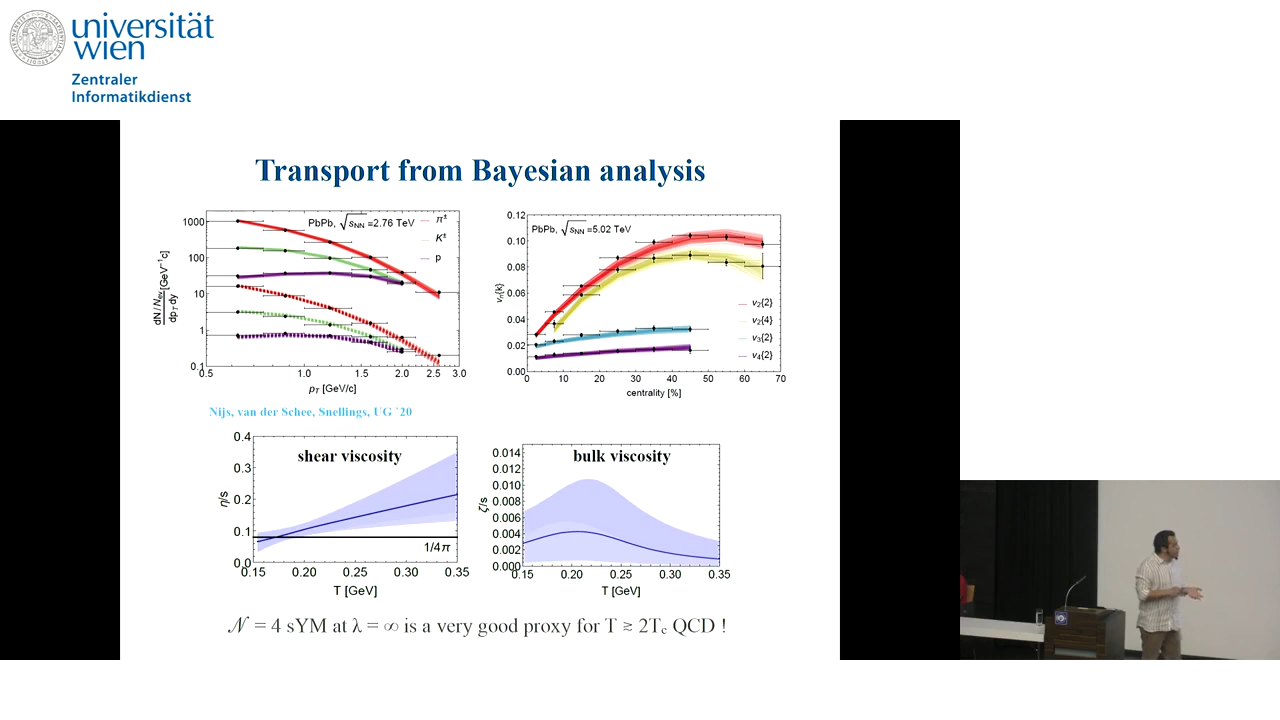 universität
wien
Zentraler
Informatikdienst
Transport from Bayesian analysis
PbPb, √sNN =2.76 TeV
π±
K±
p
1000
100
10
1
0.1
0.5
1.0
1.5
2.0
2.5
3.0
dN / Nev
dpT dy
[GeV⁻¹c]
pT [GeV/c]
PbPb, √sNN =5.02 TeV
0.12
0.10
0.08
0.06
0.04
0.02
0.00
vn{k}
v2{2}
v2{4}
v3{2}
v4{2}
0 10 20 30 40 50 60 70
centrality [%]
Nijs, van der Schee, Snellings, UG `20
shear viscosity
0.4
0.3
0.2
0.1
0.0
η/s
1/4π
0.15 0.20 0.25 0.30 0.35
T [GeV]
bulk viscosity
0.014
0.012
0.010
0.008
0.006
0.004
0.002
0.000
ζ/s
0.15 0.20 0.25 0.30 0.35
T [GeV]
𝒩 = 4 sYM at λ = ∞ is a very good proxy for T ≳ 2Tc QCD !